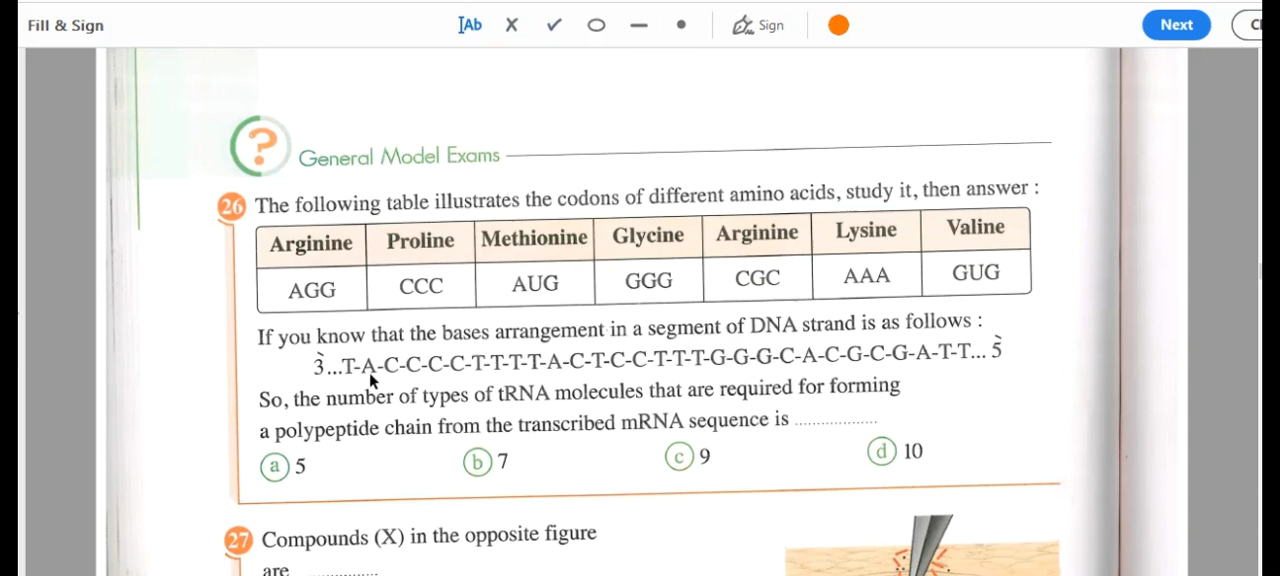 Fill & Sign
Ab
Sign
Next
General Model Exams
26 The following table illustrates the codons of different amino acids, study it, then answer :
Arginine Proline Methionine Glycine Arginine Lysine Valine
AGG CCC AUG GGG CGC AAA GUG
If you know that the bases arrangement in a segment of DNA strand is as follows :
3̀...T-A-C-C-C-C-T-T-T-T-A-C-T-C-C-T-T-T-G-G-G-C-A-C-G-C-G-A-T-T... 5̀
So, the number of types of tRNA molecules that are required for forming
a polypeptide chain from the transcribed mRNA sequence is ..................
a 5 b 7 c 9 d 10
27 Compounds (X) in the opposite figure
are ..................